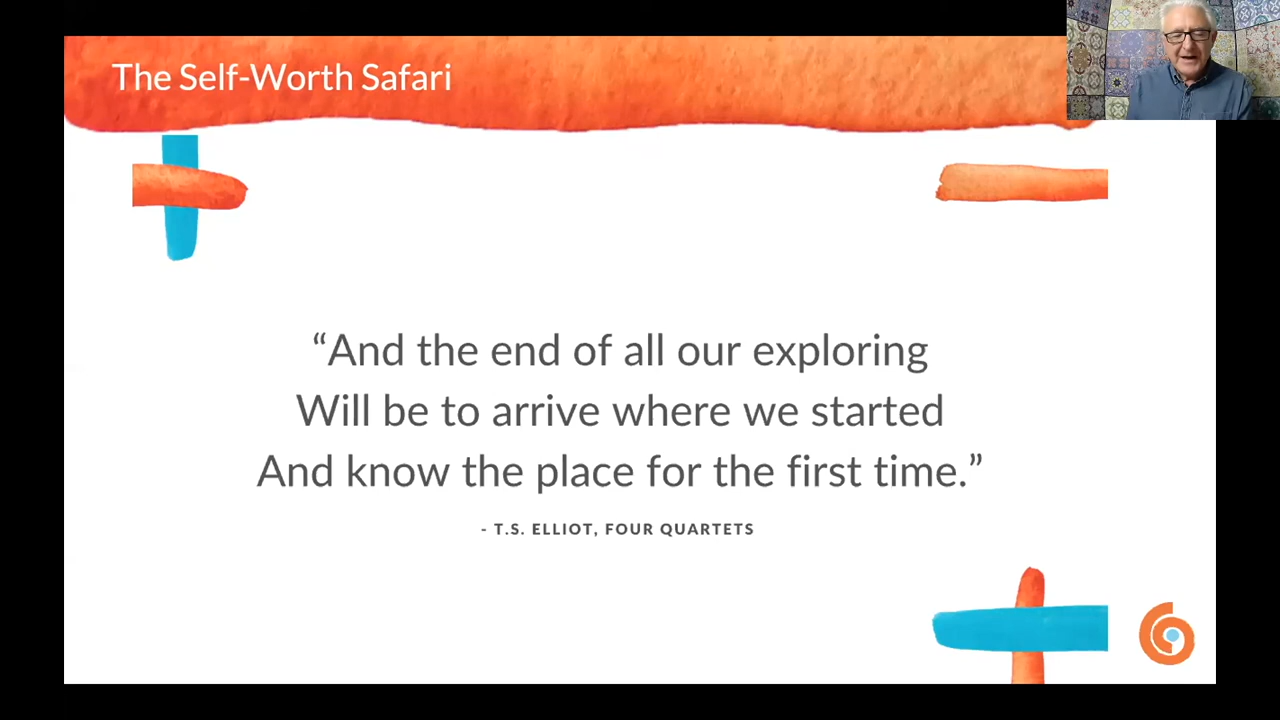 The Self-Worth Safari
“And the end of all our exploring
Will be to arrive where we started
And know the place for the first time.”
- T.S. ELLIOT, FOUR QUARTETS